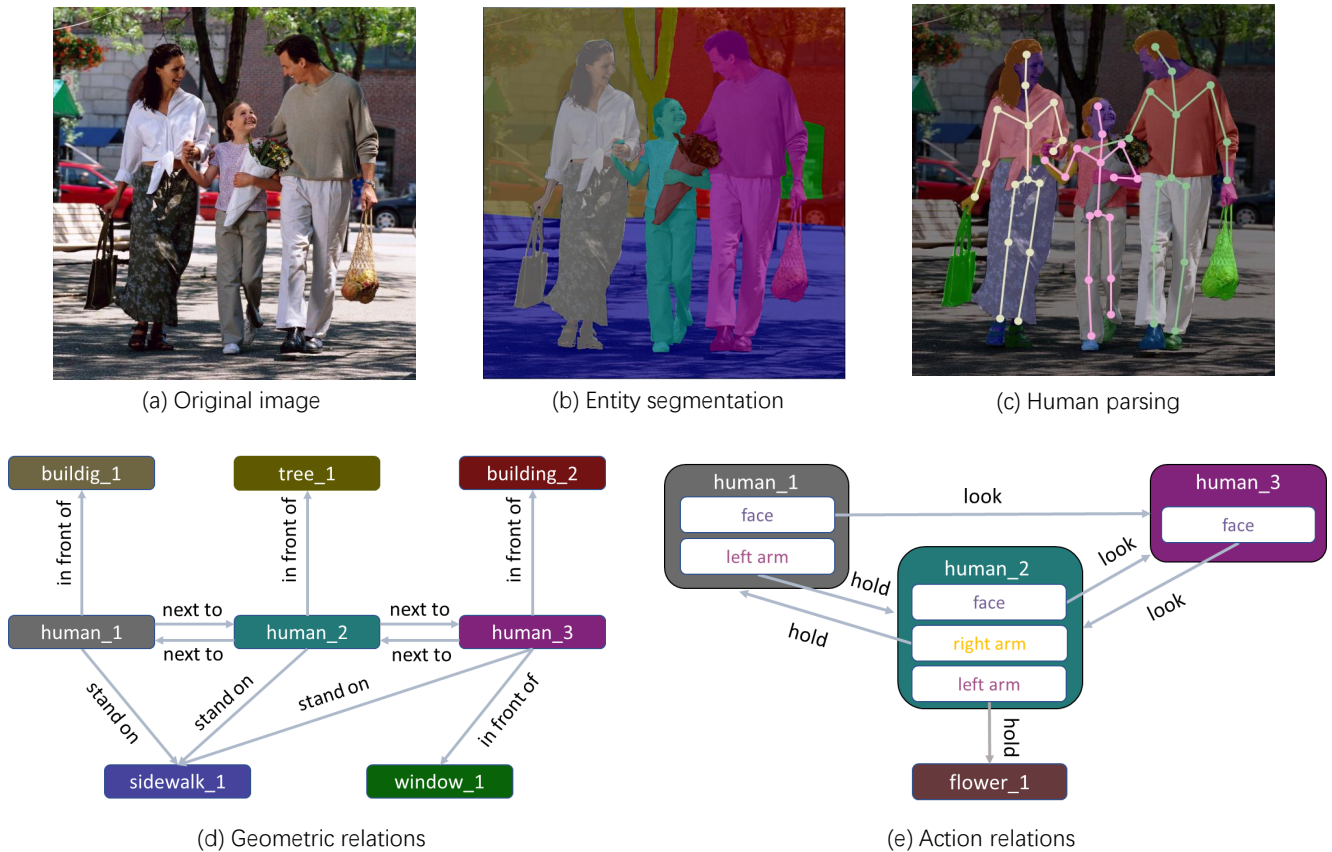 (a) Original image
(b) Entity segmentation
(c) Human parsing
buildig_1
tree_1
building_2
in front of
in front of
in front of
human_1
next to
next to
human_2
next to
next to
human_3
stand on
stand on
stand on
in front of
sidewalk_1
window_1
(d) Geometric relations
human_1
face
left arm
look
human_3
face
hold
hold
look
look
human_2
face
right arm
left arm
hold
flower_1
(e) Action relations